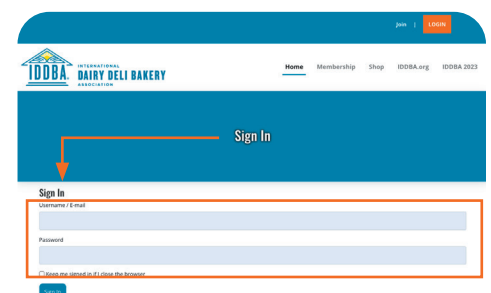 Join | LOGIN
IDDBA.
INTERNATIONAL
DAIRY DELI BAKERY
ASSOCIATION
Home Membership Shop IDDBA.org IDDBA 2023
Sign In
Sign In
Username / E-mail
Password
Keep me signed in if I close the browser
Sign In